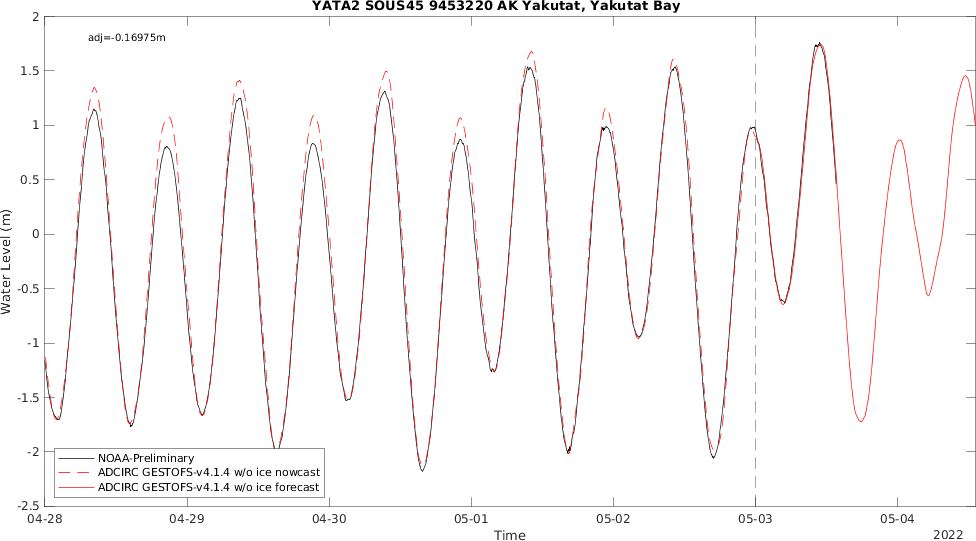 YATA2 SOUS45 9453220 AK Yakutat, Yakutat Bay
adj=-0.16975m
2
1.5
1
0.5
0
-0.5
-1
-1.5
-2
-2.5
Water Level (m)
NOAA-Preliminary
ADCIRC GESTOFS-v4.1.4 w/o ice nowcast
ADCIRC GESTOFS-v4.1.4 w/o ice forecast
04-28 04-29 04-30 05-01 05-02 05-03 05-04
Time
2022